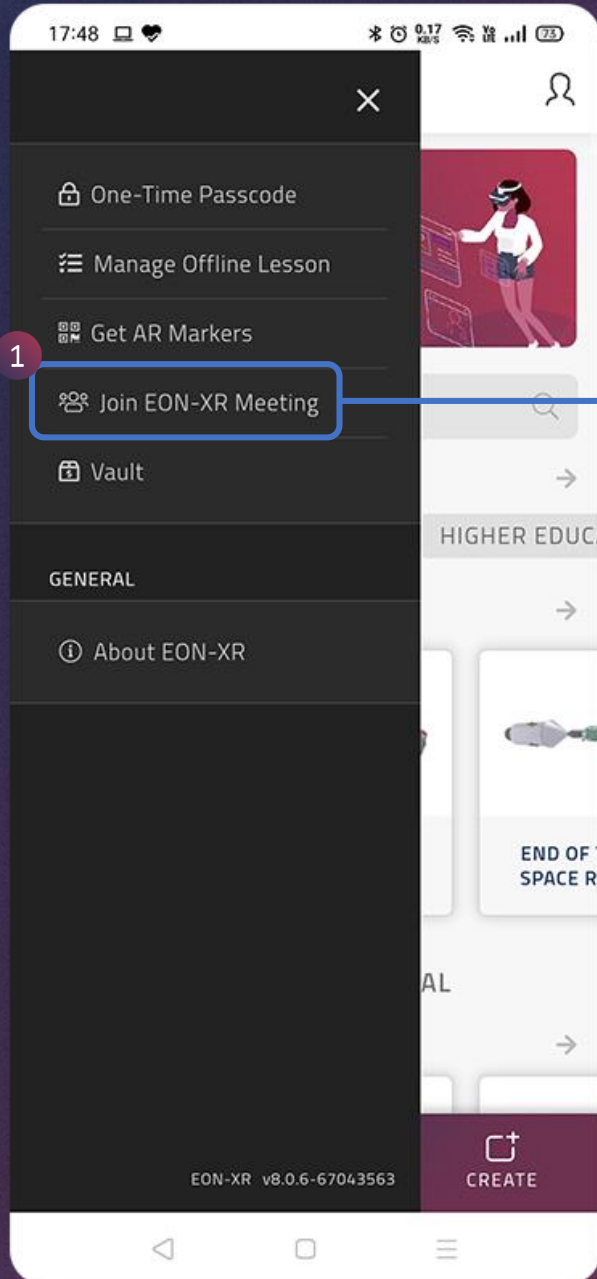 17:48
0.17
KB/S
Vo
LTE
73
One-Time Passcode
Manage Offline Lesson
Get AR Markers
1
Join EON-XR Meeting
Vault
HIGHER EDUC
GENERAL
About EON-XR
END OF
SPACE R
AL
EON-XR v8.0.6-67043563
CREATE